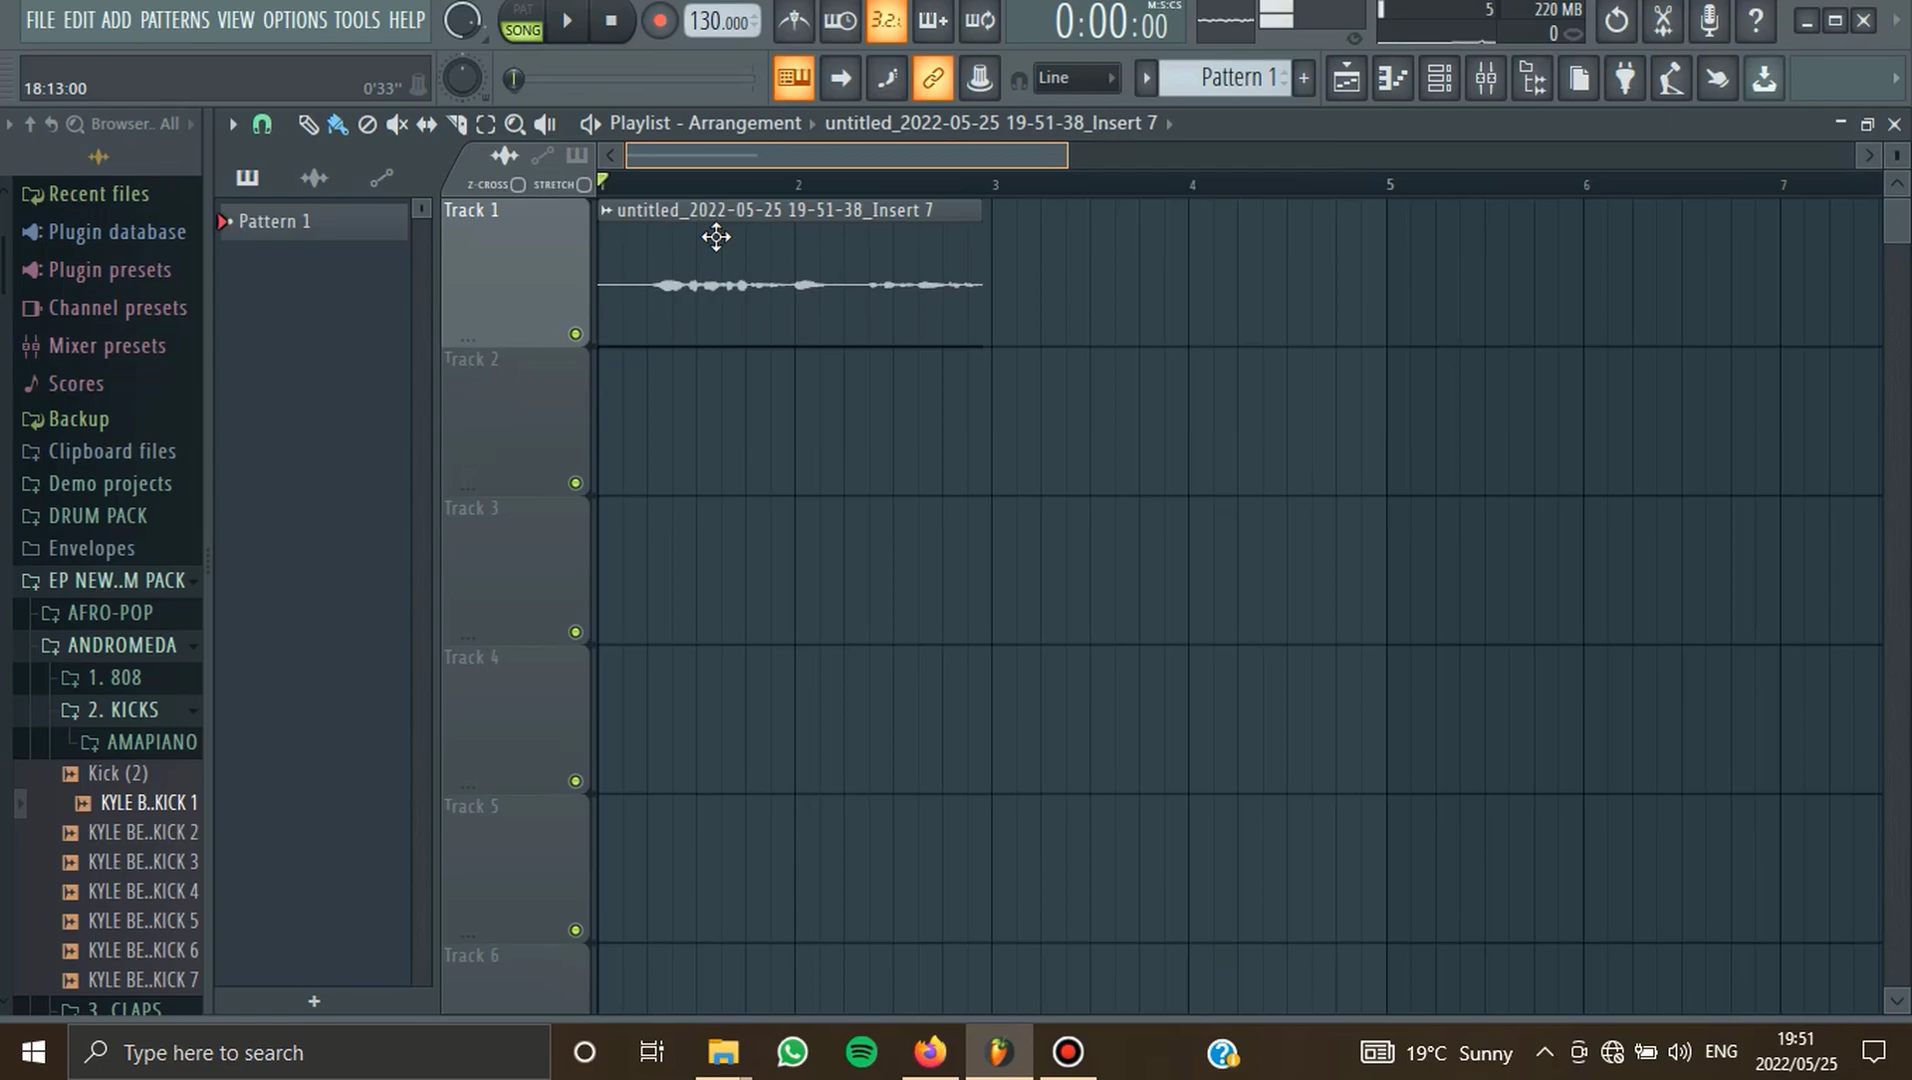 FILE EDIT ADD PATTERNS VIEW OPTIONS TOOLS HELP
PAT
SONG
130.000
3.2.
0:00:00
M:S:CS
5
220 MB
0
18:13:00
0'33"
Line
Pattern 1
Browser.. All
Playlist - Arrangement
untitled_2022-05-25 19-51-38_Insert 7
Z-CROSS
STRETCH
1 2 3 4 5 6 7
Recent files
Plugin database
Plugin presets
Channel presets
Mixer presets
Scores
Backup
Clipboard files
Demo projects
DRUM PACK
Envelopes
EP NEW..M PACK
AFRO-POP
ANDROMEDA
1. 808
2. KICKS
AMAPIANO
Kick (2)
KYLE B..KICK 1
KYLE BE..KICK 2
KYLE BE..KICK 3
KYLE BE..KICK 4
KYLE BE..KICK 5
KYLE BE..KICK 6
KYLE BE..KICK 7
3. CLAPS
Pattern 1
Track 1
untitled_2022-05-25 19-51-38_Insert 7
Track 2
Track 3
Track 4
Track 5
Track 6
Type here to search
19°C Sunny
ENG
19:51
2022/05/25